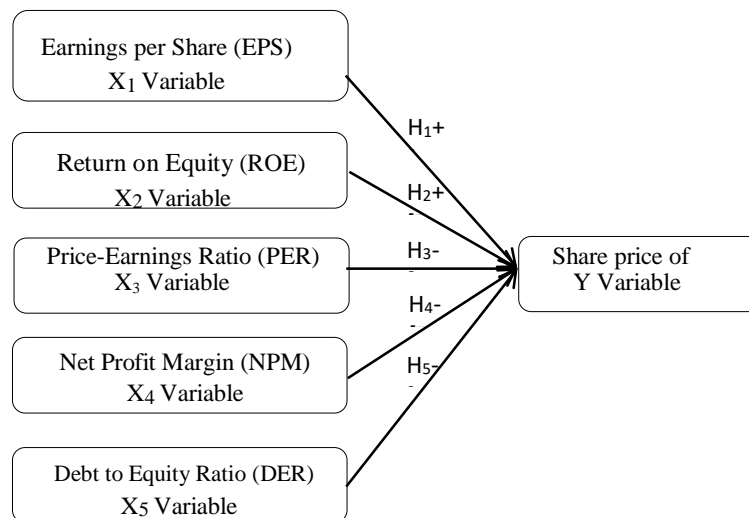 Earnings per Share (EPS)
X1 Variable
H1+
Return on Equity (ROE)
X2 Variable
H2+
-
Price-Earnings Ratio (PER)
X3 Variable
H3-
-
Share price of
Y Variable
Net Profit Margin (NPM)
X4 Variable
H4-
-
Debt to Equity Ratio (DER)
X5 Variable
H5-
-